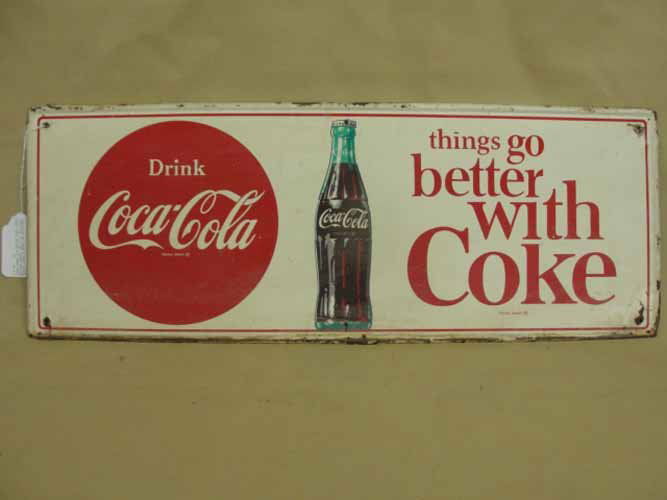 Drink
Coca-Cola
Coca-Cola
things go
better
with
Coke